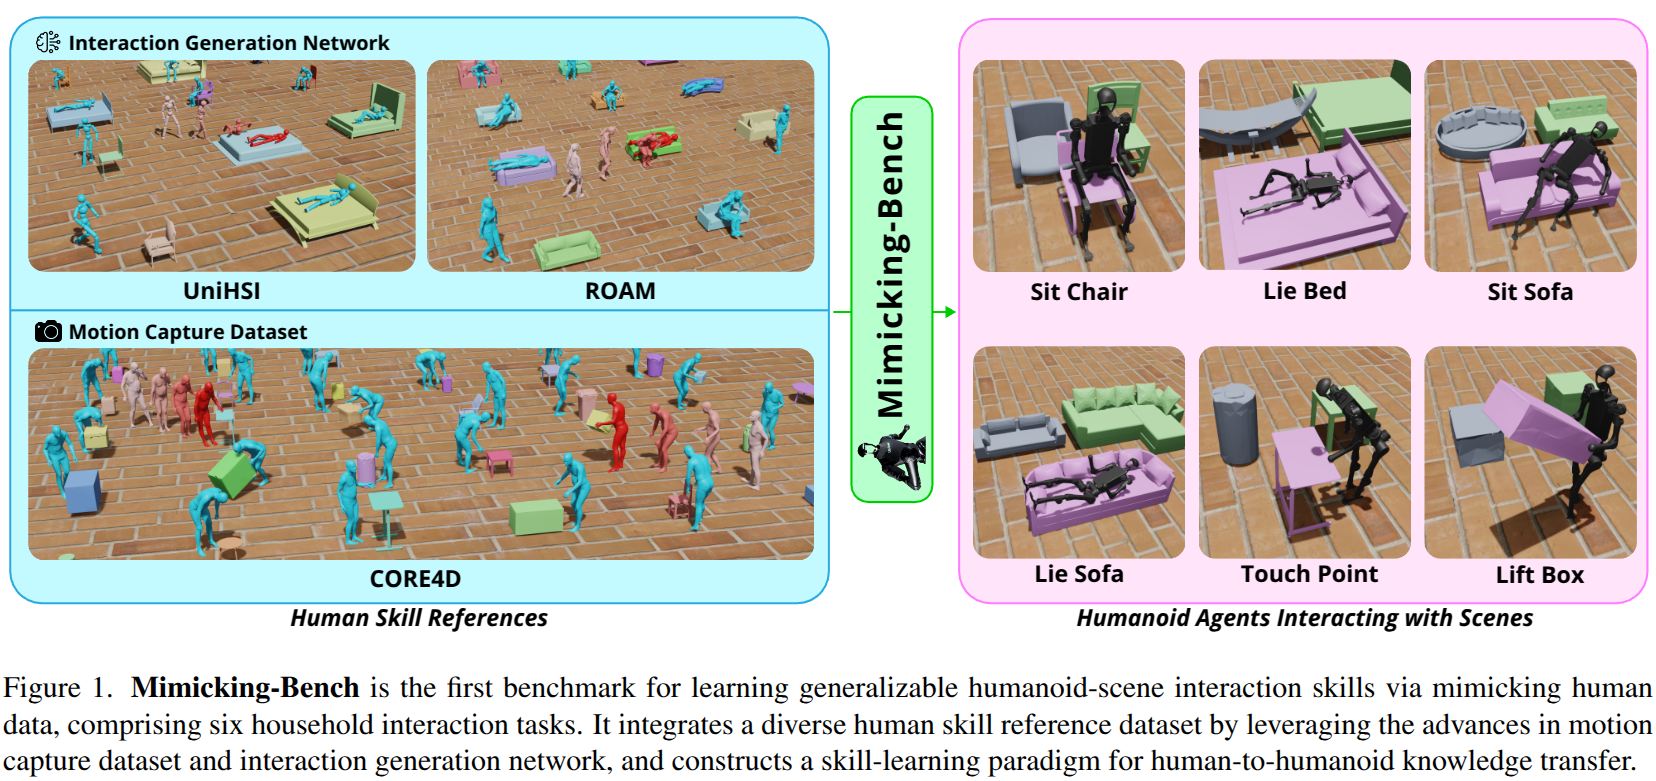 Interaction Generation Network
UniHSI
ROAM
Motion Capture Dataset
CORE4D
Human Skill References
Mimicking-Bench
Sit Chair
Lie Bed
Sit Sofa
Lie Sofa
Touch Point
Lift Box
Humanoid Agents Interacting with Scenes
Figure 1. Mimicking-Bench is the first benchmark for learning generalizable humanoid-scene interaction skills via mimicking human
data, comprising six household interaction tasks. It integrates a diverse human skill reference dataset by leveraging the advances in motion
capture dataset and interaction generation network, and constructs a skill-learning paradigm for human-to-humanoid knowledge transfer.